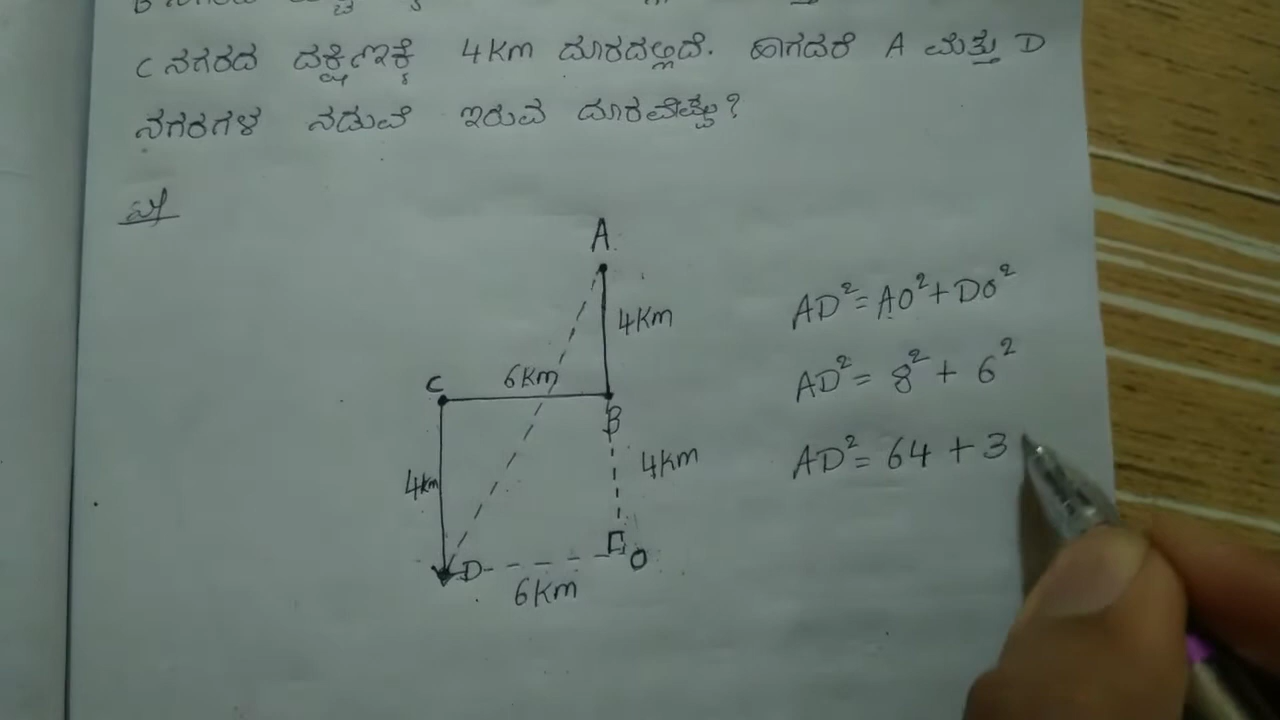 C ನಗರದ ದಕ್ಷಿಣಕ್ಕೆ 4Km ದೂರದಲ್ಲಿದೆ. ಹಾಗಾದರೆ A ಮತ್ತು D
ನಗರಗಳ ನಡುವೆ ಇರುವ ದೂರವೆಷ್ಟು?
A
4Km
AD²=AO²+DO²
C 6Km
B
AD²= 8² + 6²
4km
4Km
AD²= 64 + 3
D
O
6Km